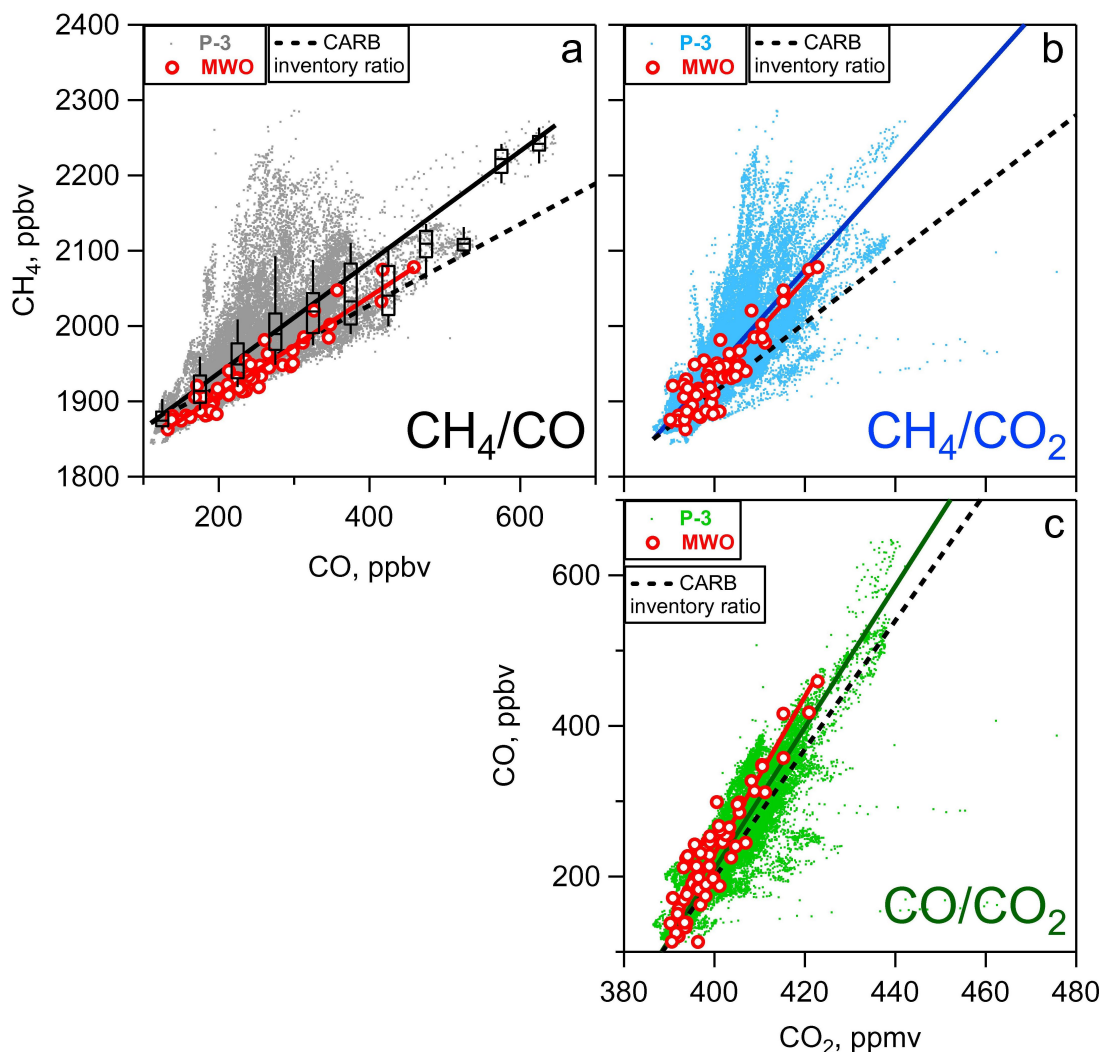 2400
2300
2200
2100
2000
1900
1800
CH₄, ppbv
P-3
MWO
CARB
inventory ratio
a
CH₄/CO
200
400
600
CO, ppbv
P-3
MWO
CARB
inventory ratio
b
CH₄/CO₂
P-3
MWO
CARB
inventory ratio
c
600
400
200
CO, ppbv
CO/CO₂
380
400
420
440
460
480
CO₂, ppmv